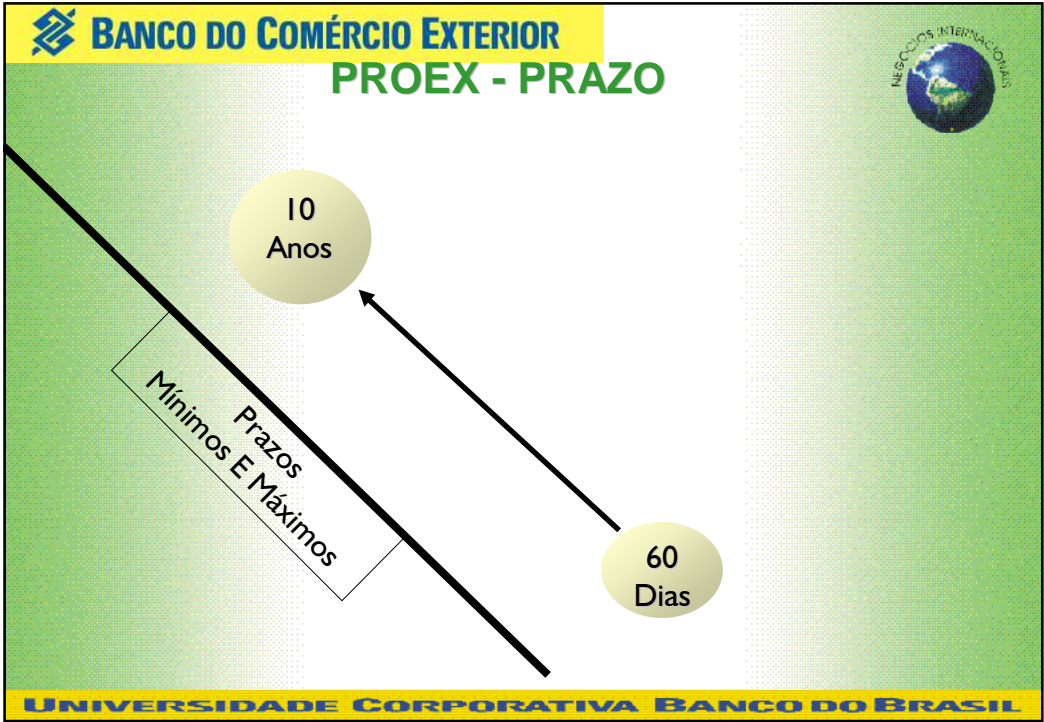 BANCO DO COMÉRCIO EXTERIOR
PROEX - PRAZO
NEGOCIOS INTERNACIONAIS
10
Anos
Prazos
Mínimos E Máximos
60
Dias
UNIVERSIDADE CORPORATIVA BANCO DO BRASIL